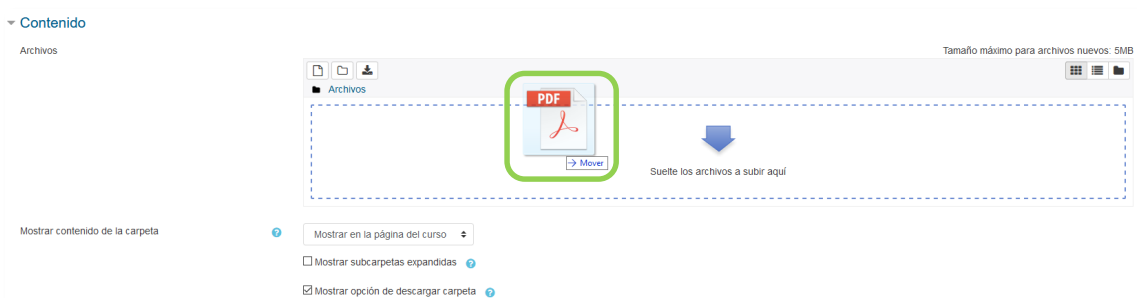 Contenido
Archivos
Tamaño máximo para archivos nuevos: 5MB
Archivos
PDF
Mover
Suelte los archivos a subir aquí
Mostrar contenido de la carpeta
Mostrar en la página del curso
Mostrar subcarpetas expandidas
Mostrar opción de descargar carpeta